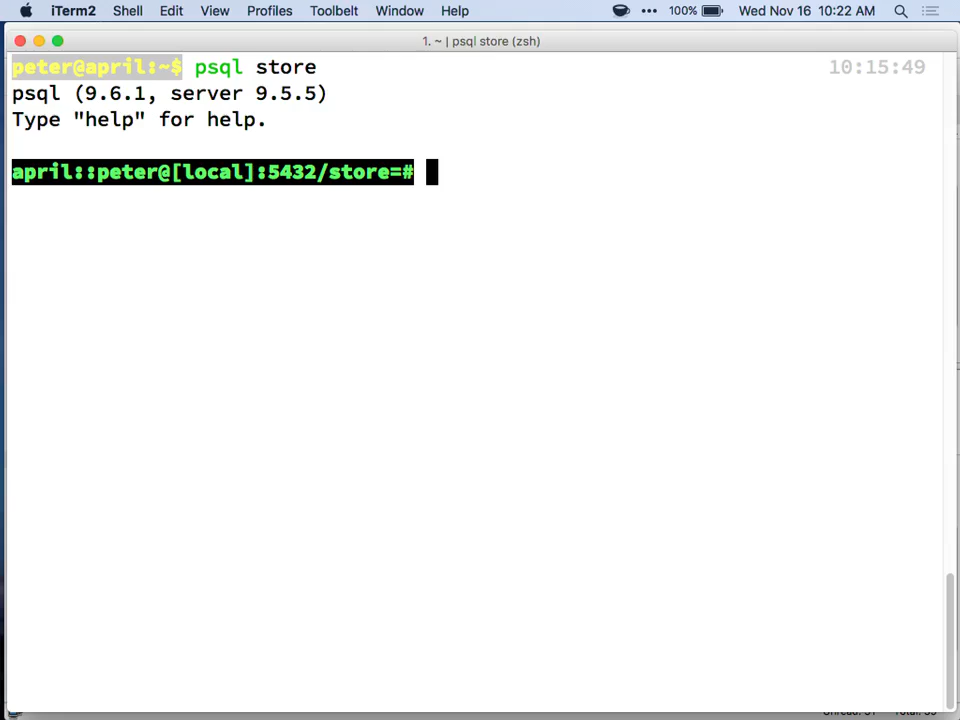 iTerm2 Shell Edit View Profiles Toolbelt Window Help 100% Wed Nov 16 10:22 AM
1. ~ | psql store (zsh)
peter@april:~$ psql store 10:15:49
psql (9.6.1, server 9.5.5)
Type "help" for help.
april::peter@[local]:5432/store=#